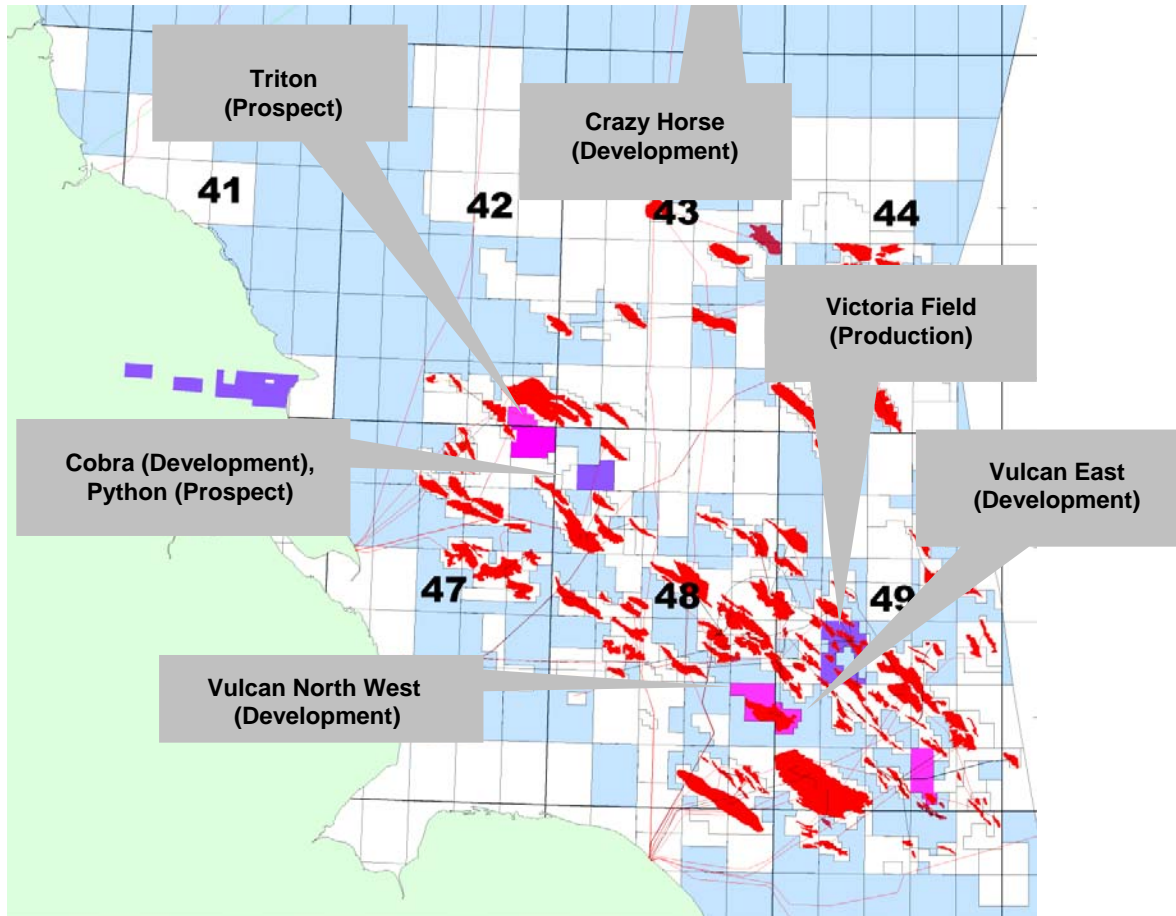 Triton
(Prospect)
Crazy Horse
(Development)
41
42
43
44
Victoria Field
(Production)
Cobra (Development),
Python (Prospect)
Vulcan East
(Development)
47
48
49
Vulcan North West
(Development)